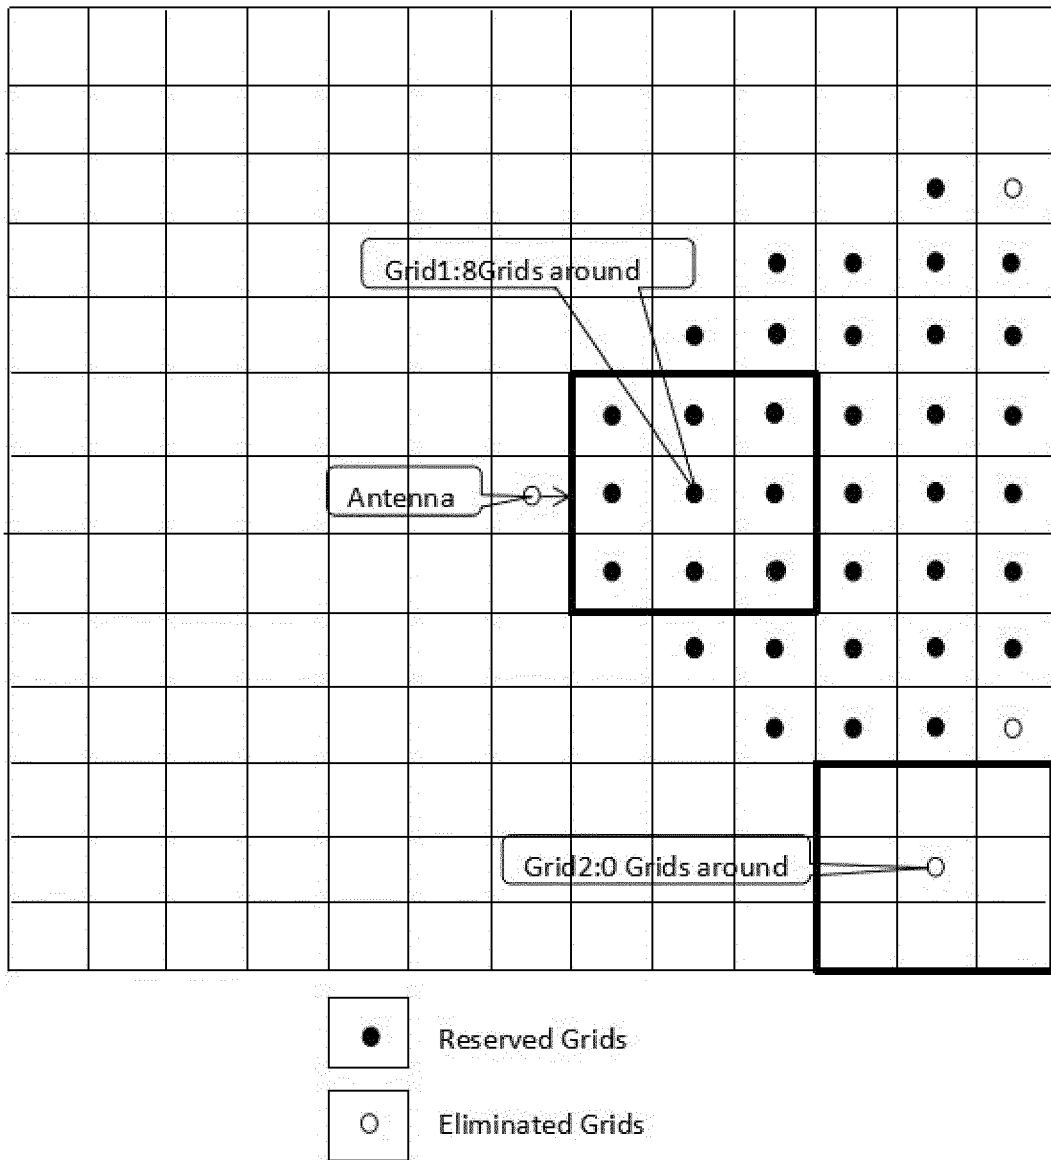 Grid1:8Grids around
Antenna
Grid2:0 Grids around
Reserved Grids
Eliminated Grids